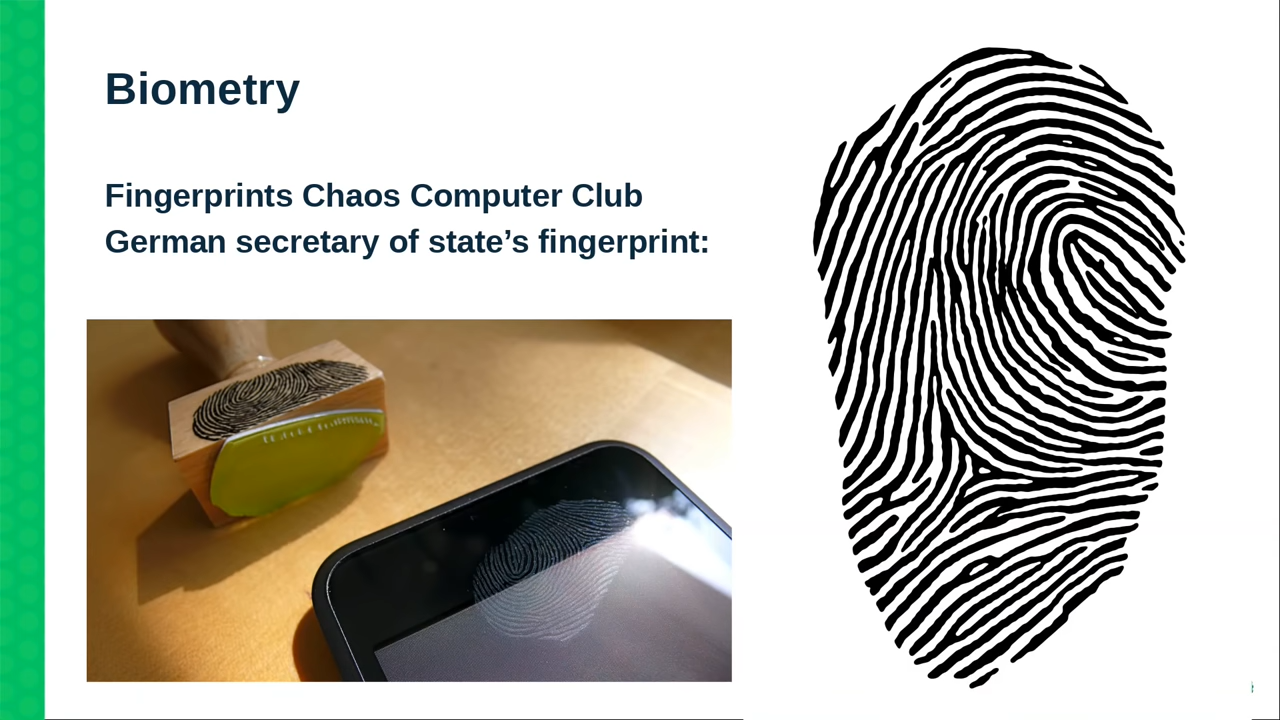 Biometry
Fingerprints Chaos Computer Club
German secretary of state’s fingerprint: